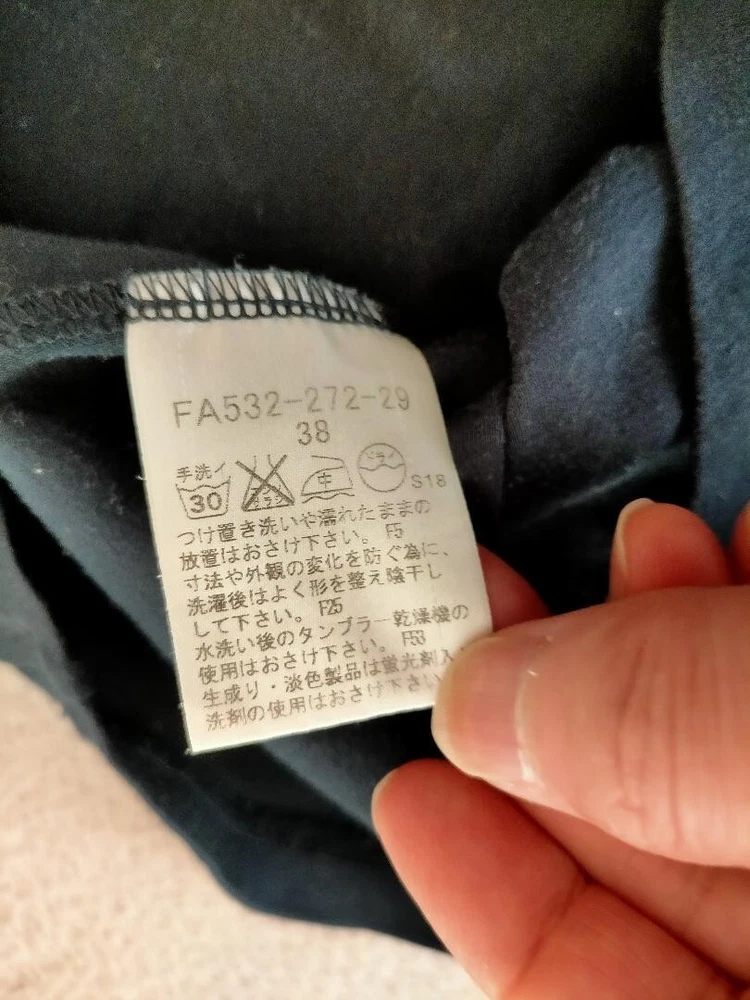 FA532-272-29
38
手洗イ 30 エンソサラシ 中 ドライ S18
つけ置き洗いや濡れたままの
放置はおさけ下さい。 F5
寸法や外観の変化を防ぐ為に、
洗濯後はよく形を整え陰干し
して下さい。 F25
水洗い後のタンブラー乾燥機の
使用はおさけ下さい。 F53
生成り・淡色製品は蛍光剤入
洗剤の使用はおさけ下さい